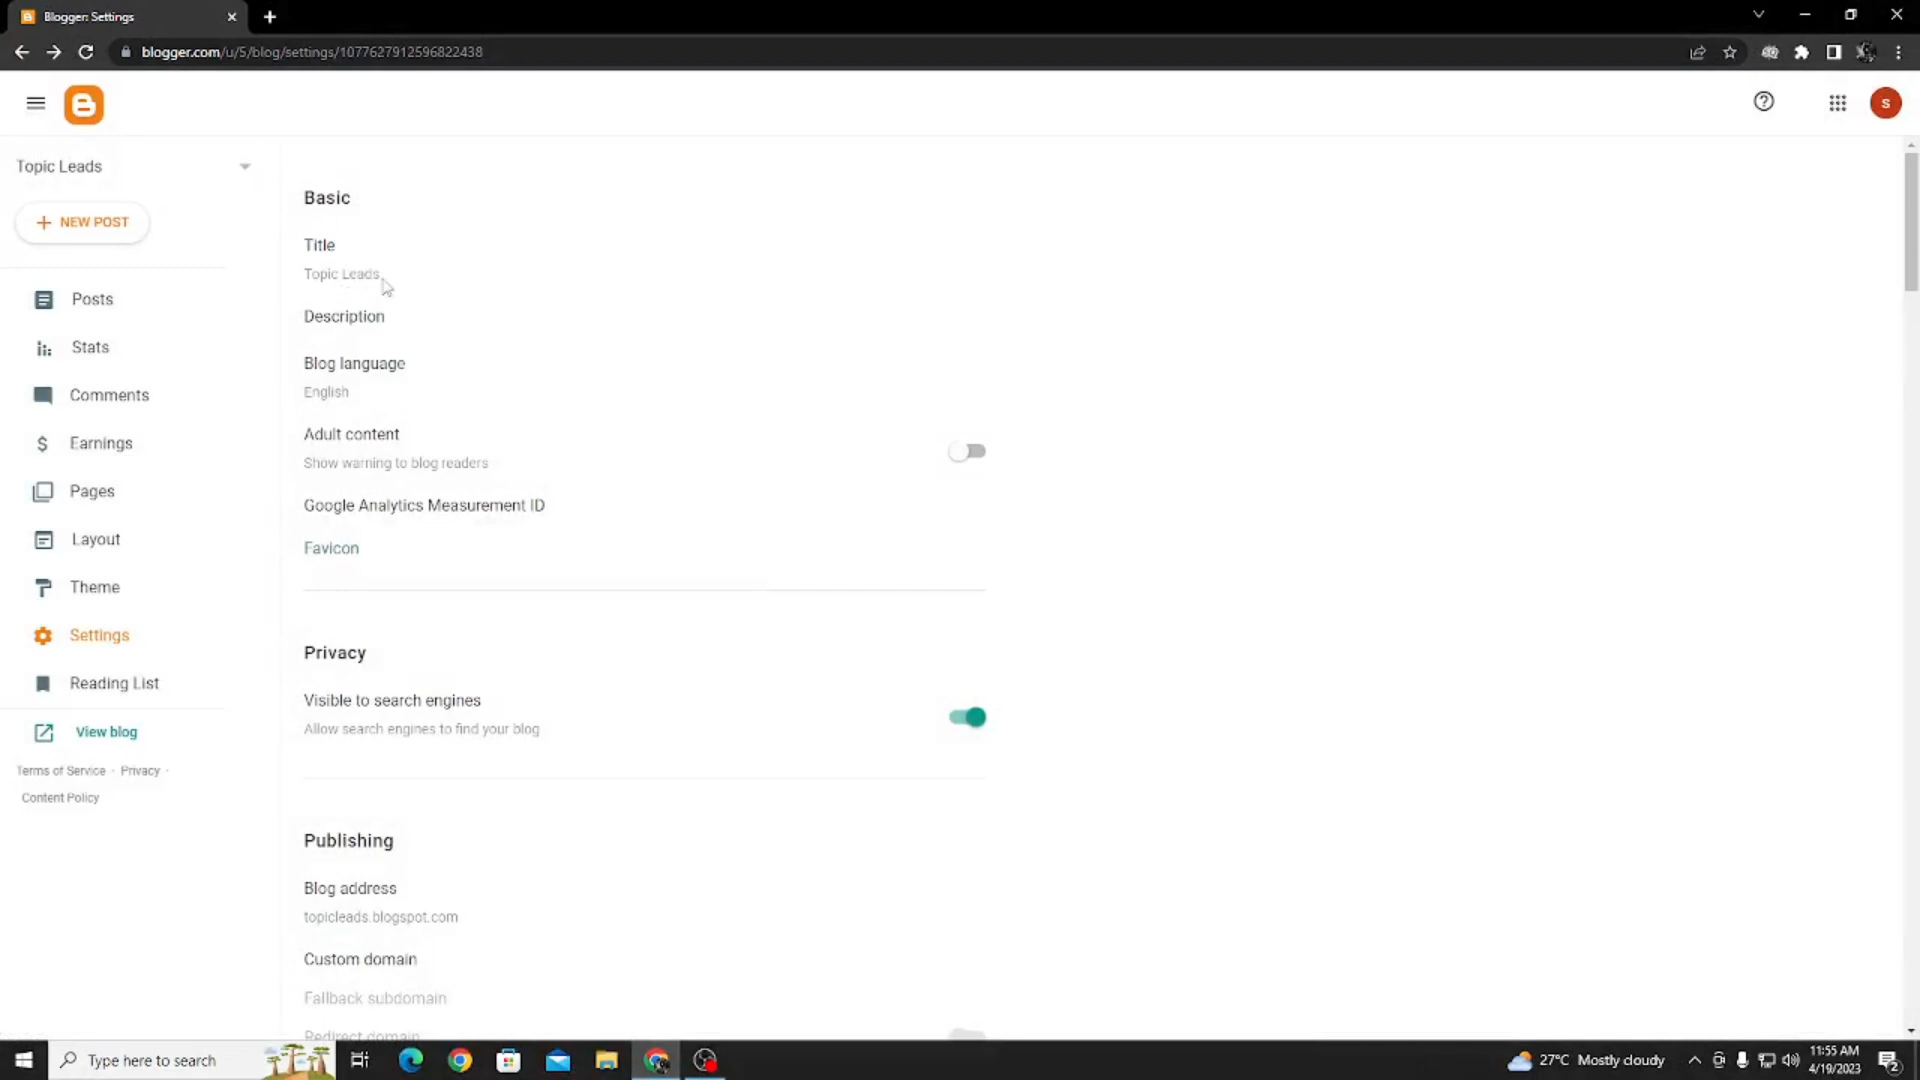 Blogger: Settings
blogger.com/u/5/blog/settings/1077627912596822438
S
Topic Leads
NEW POST
Posts
Stats
Comments
Earnings
Pages
Layout
Theme
Settings
Reading List
View blog
Terms of Service · Privacy ·
Content Policy
Basic
Title
Topic Leads
Description
Blog language
English
Adult content
Show warning to blog readers
Google Analytics Measurement ID
Favicon
Privacy
Visible to search engines
Allow search engines to find your blog
Publishing
Blog address
topicleads.blogspot.com
Custom domain
Fallback subdomain
Redirect domain
Type here to search
27°C Mostly cloudy
11:55 AM
4/19/2023
2